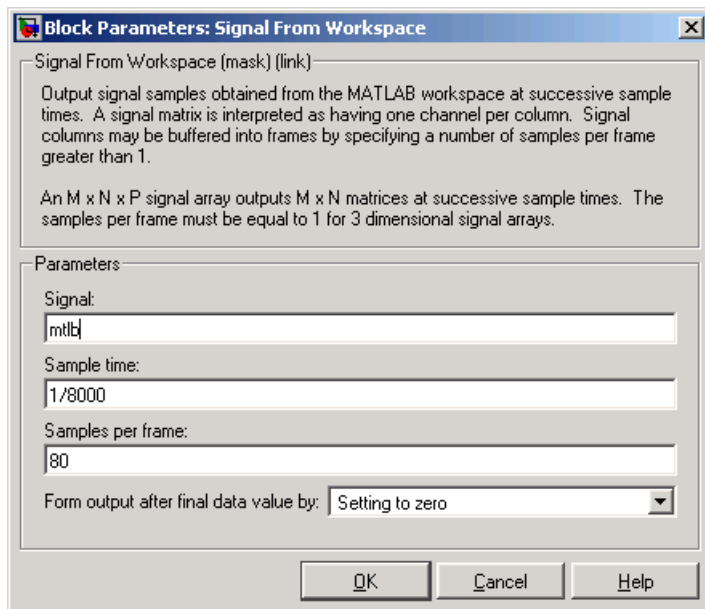 Block Parameters: Signal From Workspace
Signal From Workspace (mask) (link)
Output signal samples obtained from the MATLAB workspace at successive sample
times. A signal matrix is interpreted as having one channel per column. Signal
columns may be buffered into frames by specifying a number of samples per frame
greater than 1.
An M x N x P signal array outputs M x N matrices at successive sample times. The
samples per frame must be equal to 1 for 3 dimensional signal arrays.
Parameters
Signal:
mtlb
Sample time:
1/8000
Samples per frame:
80
Form output after final data value by: Setting to zero
OK Cancel Help